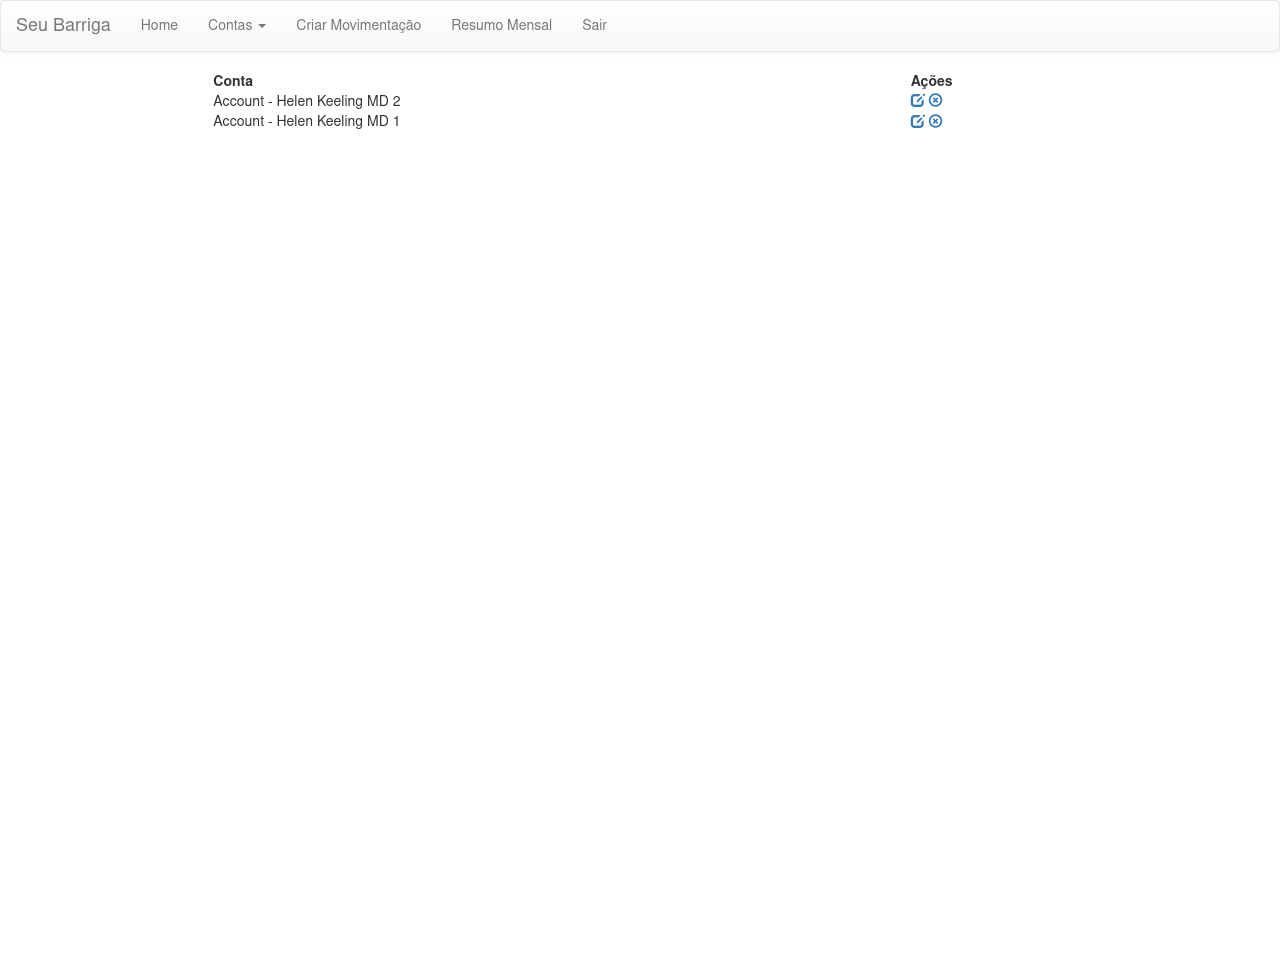 Seu Barriga Home Contas Criar Movimentação Resumo Mensal Sair
Conta Ações
Account - Helen Keeling MD 2
Account - Helen Keeling MD 1